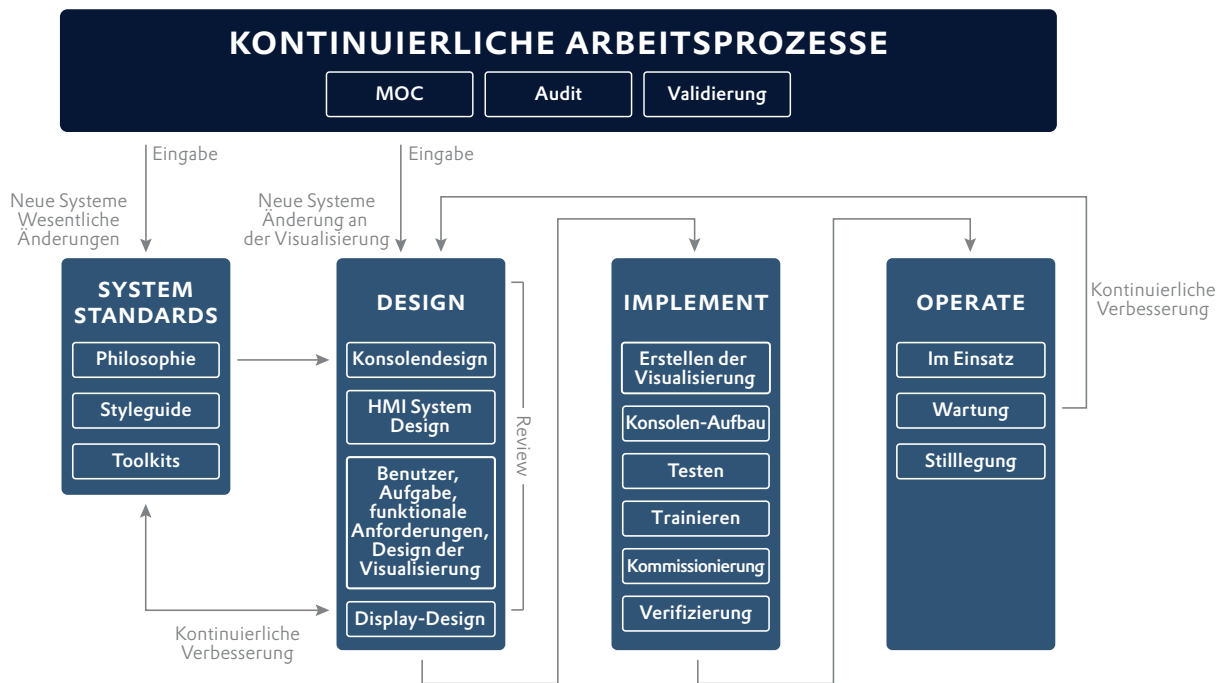 KONTINUIERLICHE ARBEITSPROZESSE
MOC
Audit
Validierung
Eingabe
Eingabe
Neue Systeme
Wesentliche
Änderungen
Neue Systeme
Änderung an
der Visualisierung
SYSTEM
STANDARDS
Philosophie
Styleguide
Toolkits
DESIGN
Konsolendesign
HMI System
Design
Benutzer,
Aufgabe,
funktionale
Anforderungen,
Design der
Visualisierung
Display-Design
Review
IMPLEMENT
Erstellen der
Visualisierung
Konsolen-Aufbau
Testen
Trainieren
Kommissionierung
Verifizierung
OPERATE
Im Einsatz
Wartung
Stilllegung
Kontinuierliche
Verbesserung
Kontinuierliche
Verbesserung